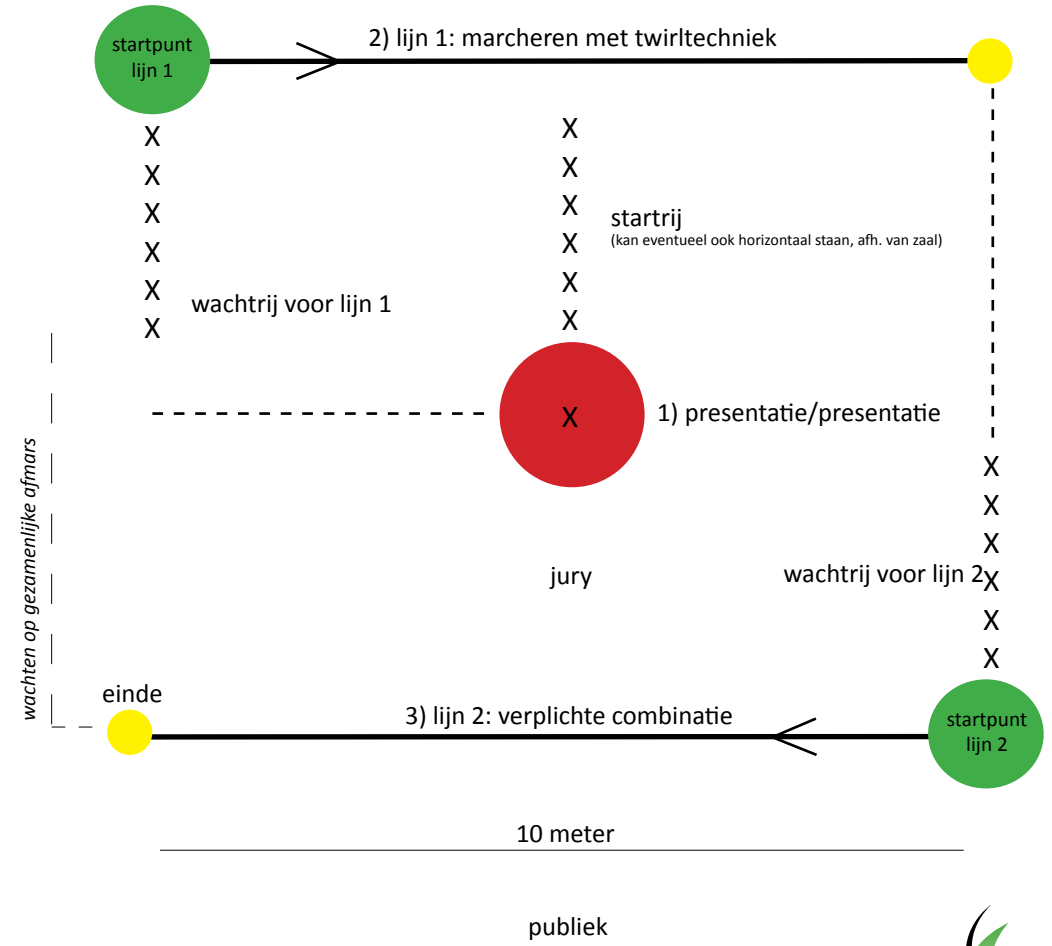 startpunt
lijn 1
2) lijn 1: marcheren met twirltechniek
X
X
X
X
X
X
wachtrij voor lijn 1
X
X
X
X
X
X
startrij
(kan eventueel ook horizontaal staan, afh. van zaal)
X
1) presentatie/presentatie
wachten op gezamenlijke afmars
jury
wachtrij voor lijn 2
X
X
X
X
X
X
einde
3) lijn 2: verplichte combinatie
startpunt
lijn 2
10 meter
publiek